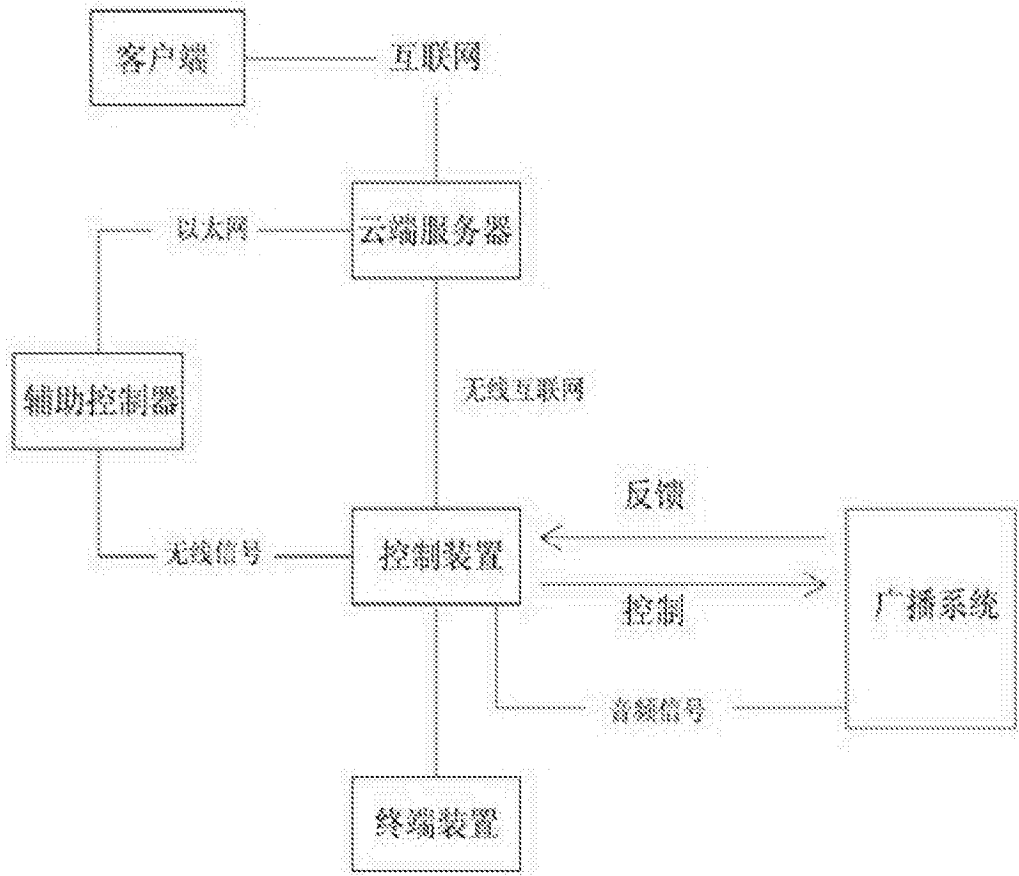 客户端
互联网
以太网
云端服务器
辅助控制器
无线互联网
反馈
无线信号
控制装置
控制
广播系统
音频信号
终端装置